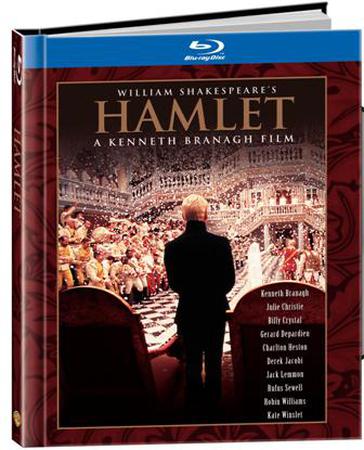 Blu-ray Disc
WILLIAM SHAKESPEARE'S
HAMLET
A KENNETH BRANAGH FILM
HAMLET
Kenneth Branagh
Julie Christie
Billy Crystal
Gerard Depardieu
Charlton Heston
Derek Jacobi
Jack Lemmon
Rufus Sewell
Robin Williams
Kate Winslet